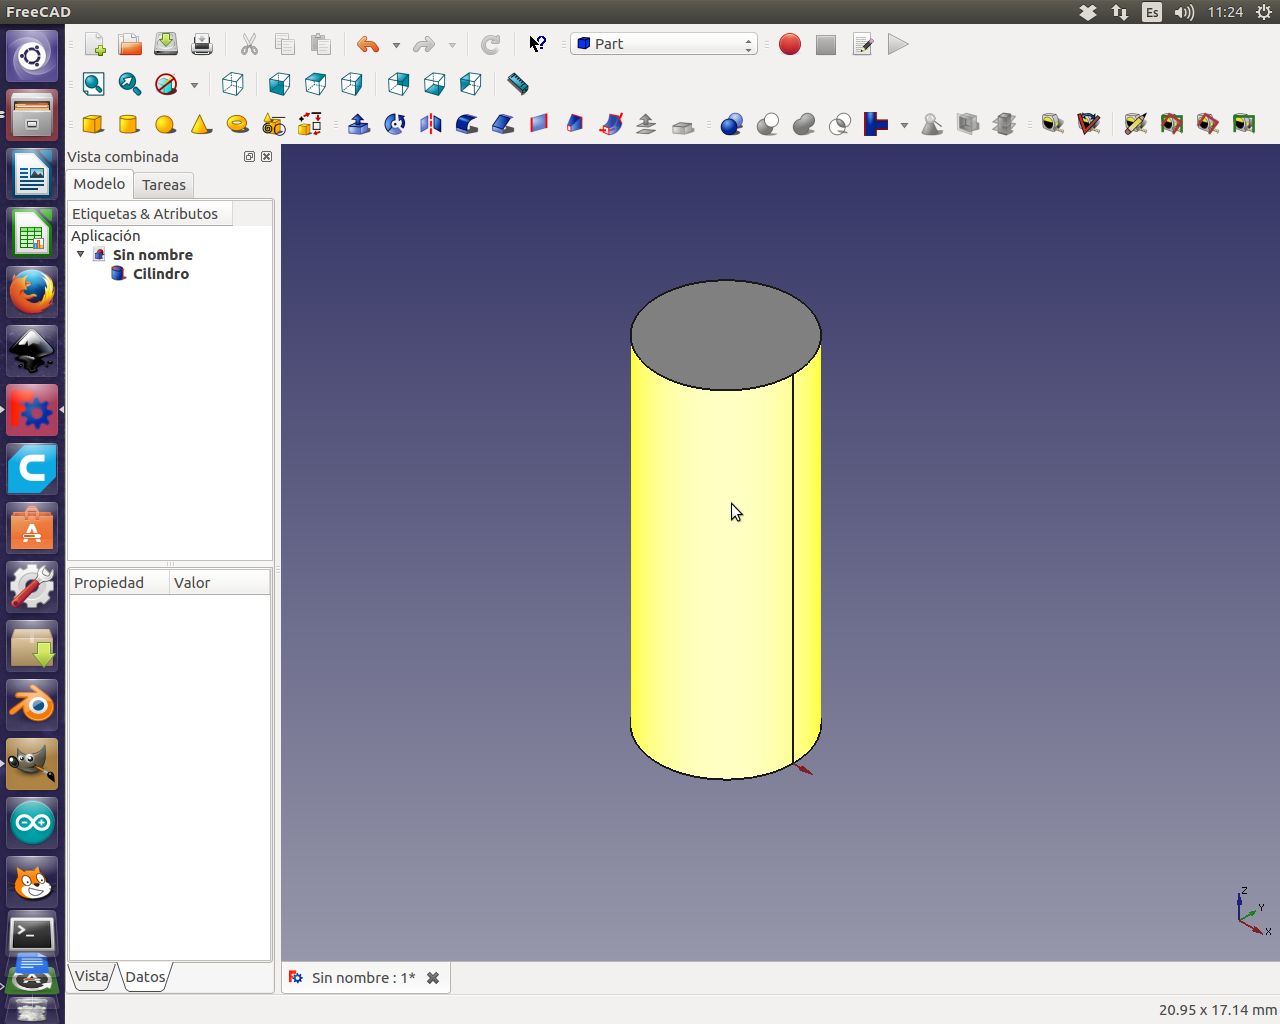 FreeCAD
Es
11:24
Part
Vista combinada
Modelo
Tareas
Etiquetas & Atributos
Aplicación
Sin nombre
Cilindro
Propiedad
Valor
Vista
Datos
Sin nombre : 1*
Z
Y
X
20.95 x 17.14 mm